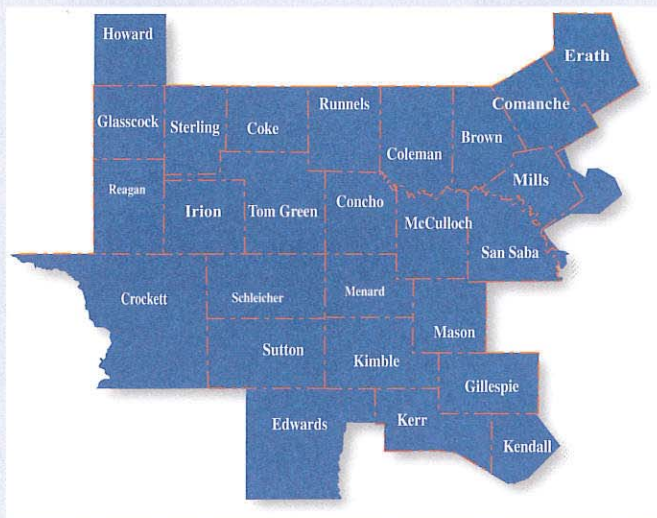 Howard
Erath
Glasscock
Sterling
Coke
Runnels
Comanche
Coleman
Brown
Reagan
Irion
Tom Green
Concho
McCulloch
Mills
San Saba
Crockett
Schleicher
Menard
Mason
Sutton
Kimble
Gillespie
Edwards
Kerr
Kendall